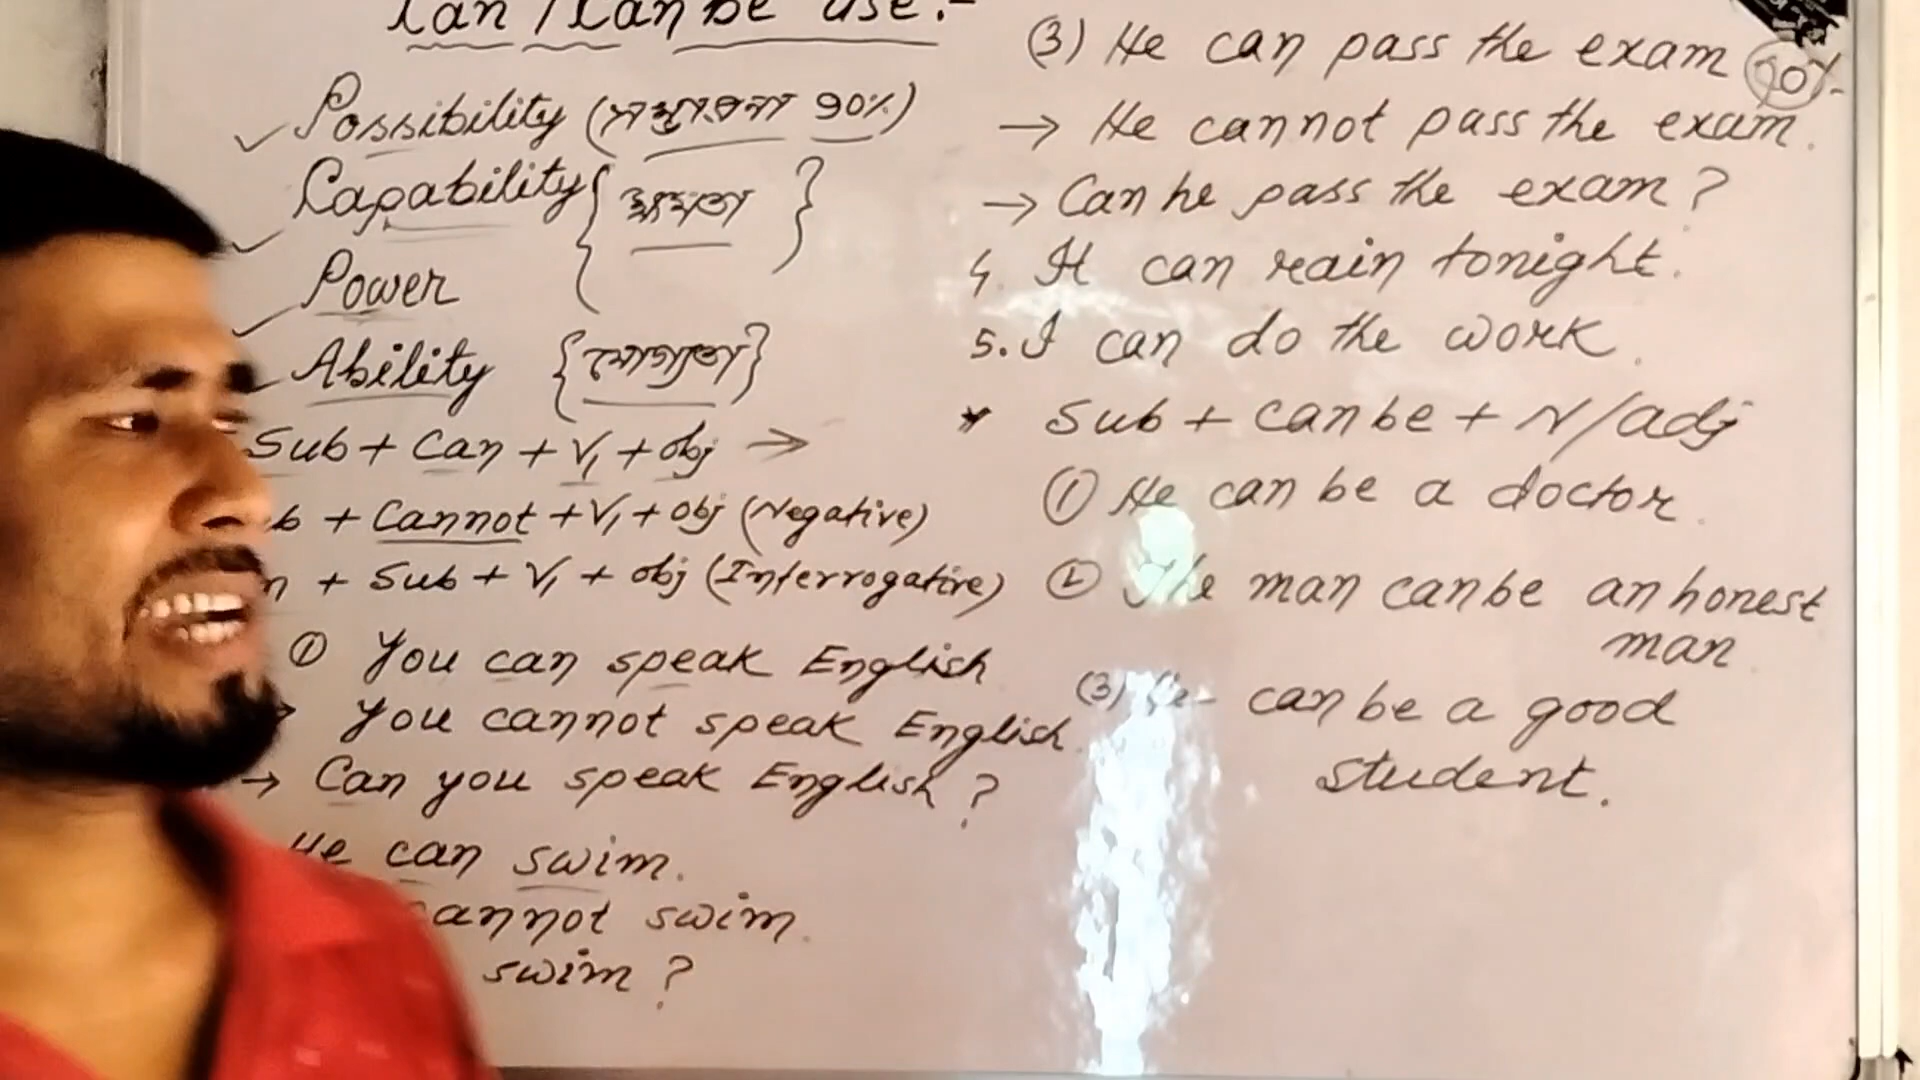 Can / Can be use :-
Possibility (সম্ভাবনা 90%)
Capability { ক্ষমতা }
Power
Ability { যোগ্যতা }
Sub + Can + V1 + obj →
b + Cannot + V1 + obj (Negative)
n + Sub + V1 + obj (Interrogative)
① You can speak English
You cannot speak English.
→ Can you speak English ?
He can swim.
cannot swim.
swim ?
(3) He can pass the exam
→ He cannot pass the exam.
→ Can he pass the exam ?
4. It can rain tonight.
5. I can do the work.
* Sub + can be + N/adj
① He can be a doctor.
② The man can be an honest
man
(3) He can be a good
student.